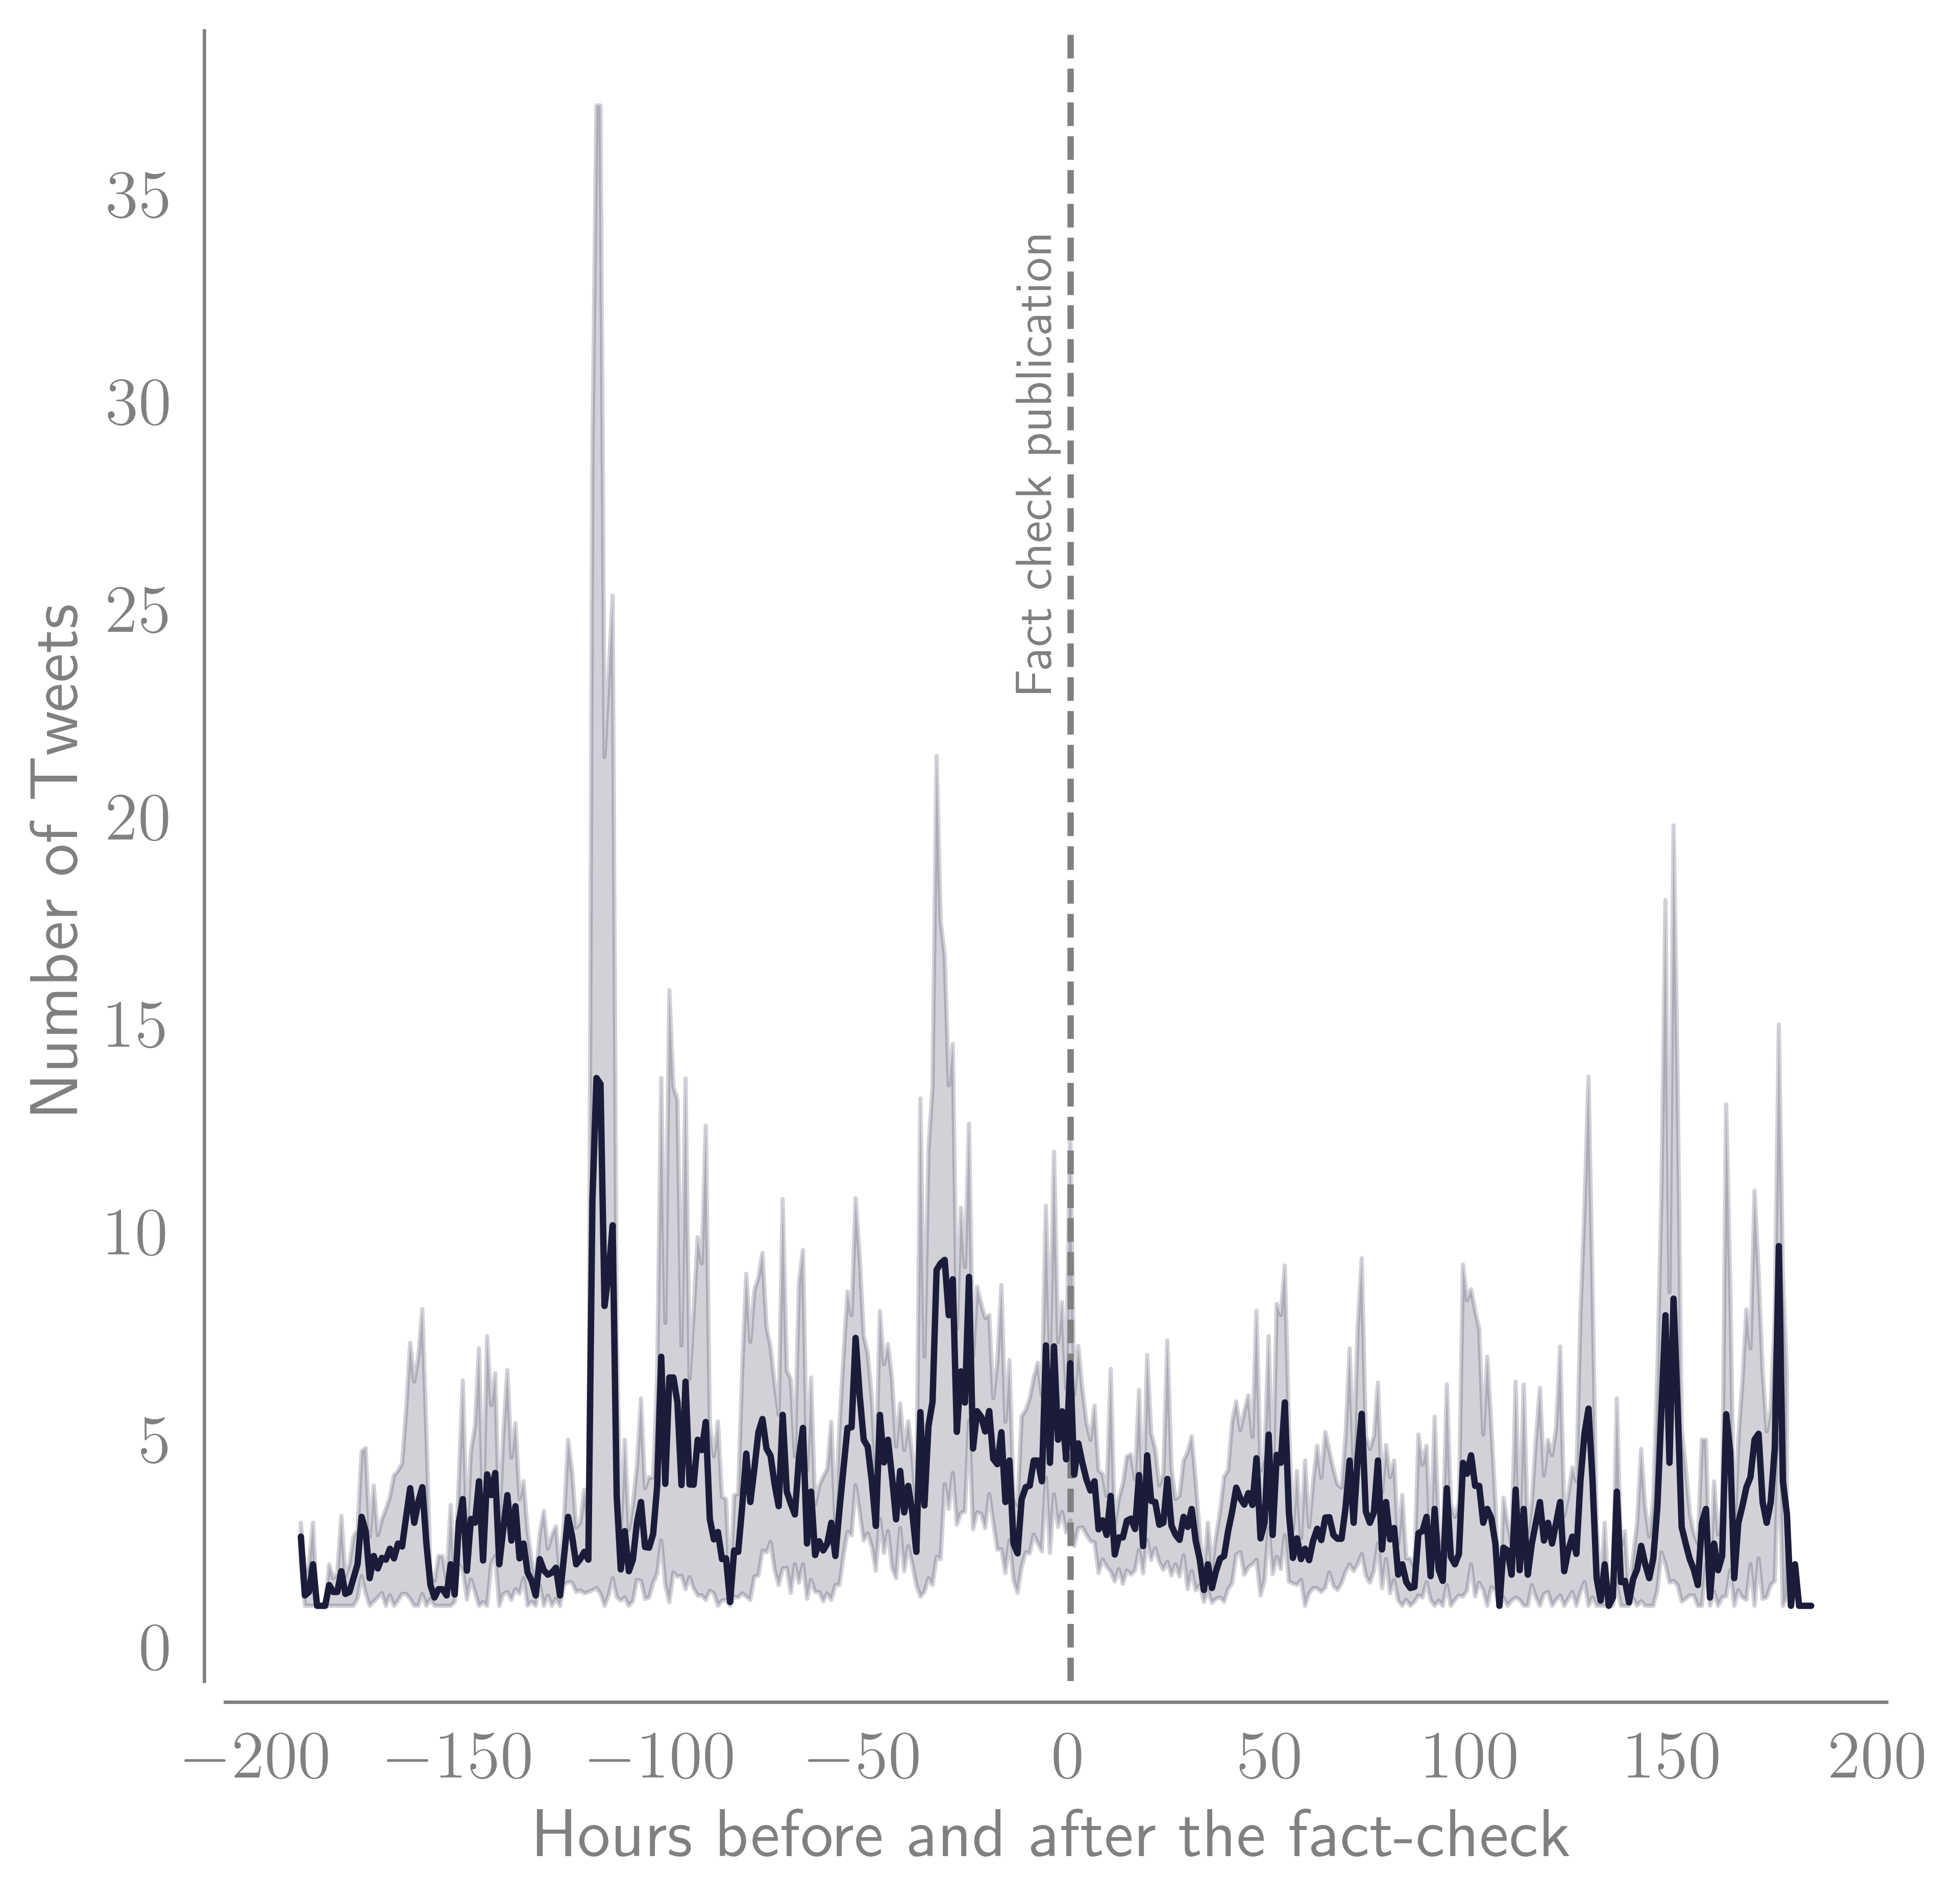 35
30
25
20
15
10
5
0
Number of Tweets
Fact check publication
−200 −150 −100 −50 0 50 100 150 200
Hours before and after the fact-check